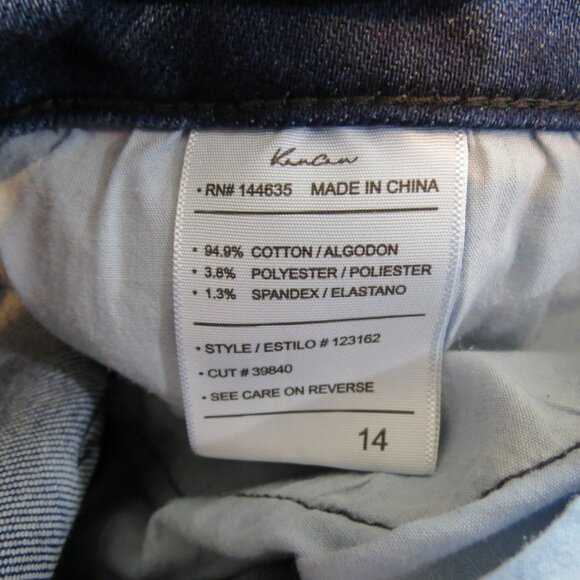 KanCan
• RN# 144635 MADE IN CHINA
• 94.9% COTTON / ALGODON
• 3.8% POLYESTER / POLIESTER
• 1.3% SPANDEX / ELASTANO
• STYLE / ESTILO # 123162
• CUT # 39840
• SEE CARE ON REVERSE
14